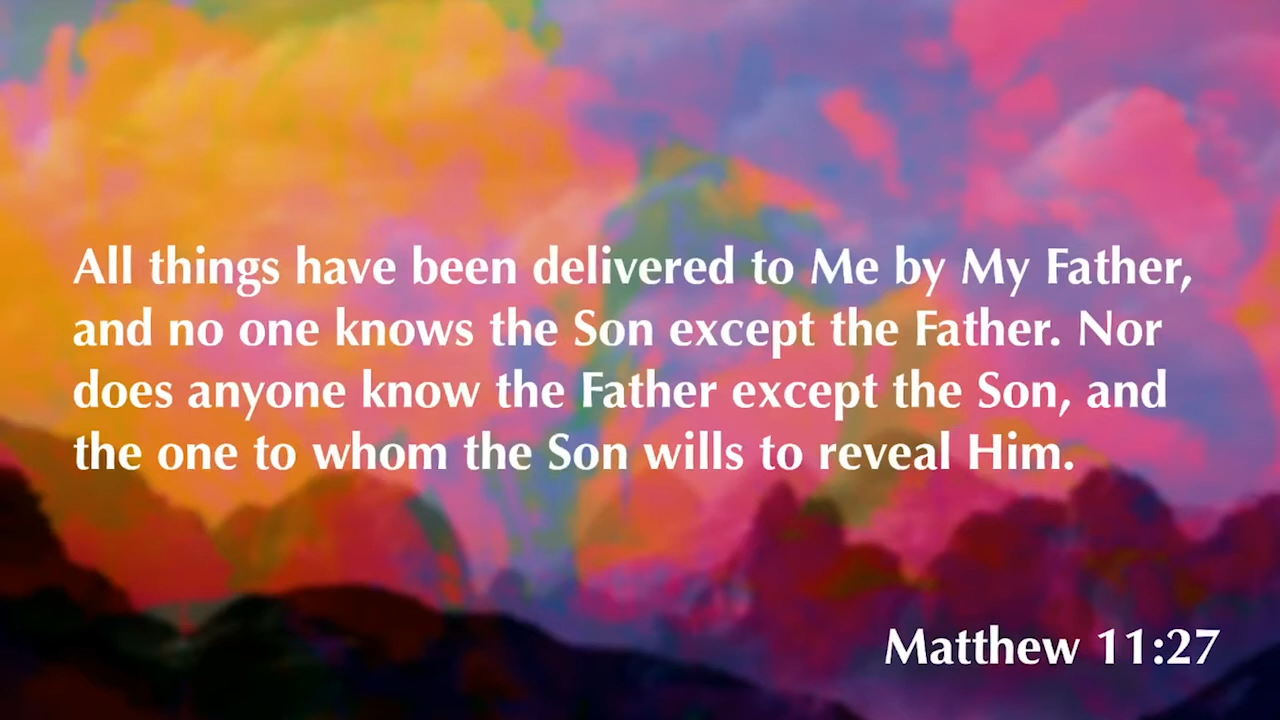 All things have been delivered to Me by My Father,
and no one knows the Son except the Father. Nor
does anyone know the Father except the Son, and
the one to whom the Son wills to reveal Him.
Matthew 11:27